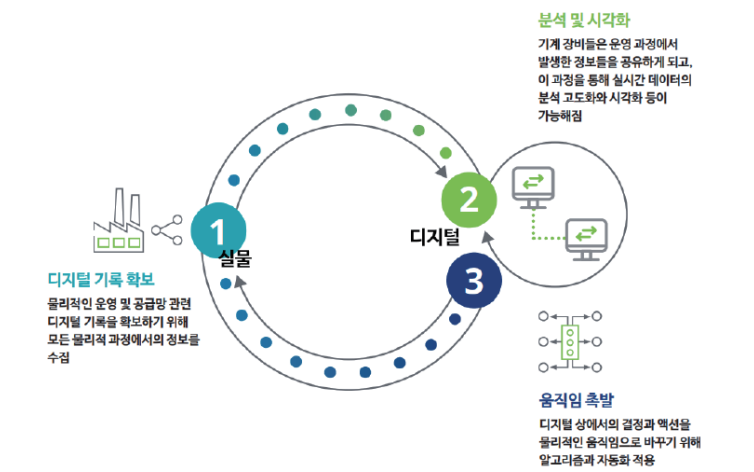 분석 및 시각화
기계 장비들은 운영 과정에서
발생한 정보들을 공유하게 되고,
이 과정을 통해 실시간 데이터의
분석 고도화와 시각화 등이
가능해짐
1
실물
2
디지털
3
디지털 기록 확보
물리적인 운영 및 공급망 관련
디지털 기록을 확보하기 위해
모든 물리적 과정에서의 정보를
수집
움직임 촉발
디지털 상에서의 결정과 액션을
물리적인 움직임으로 바꾸기 위해
알고리즘과 자동화 적용